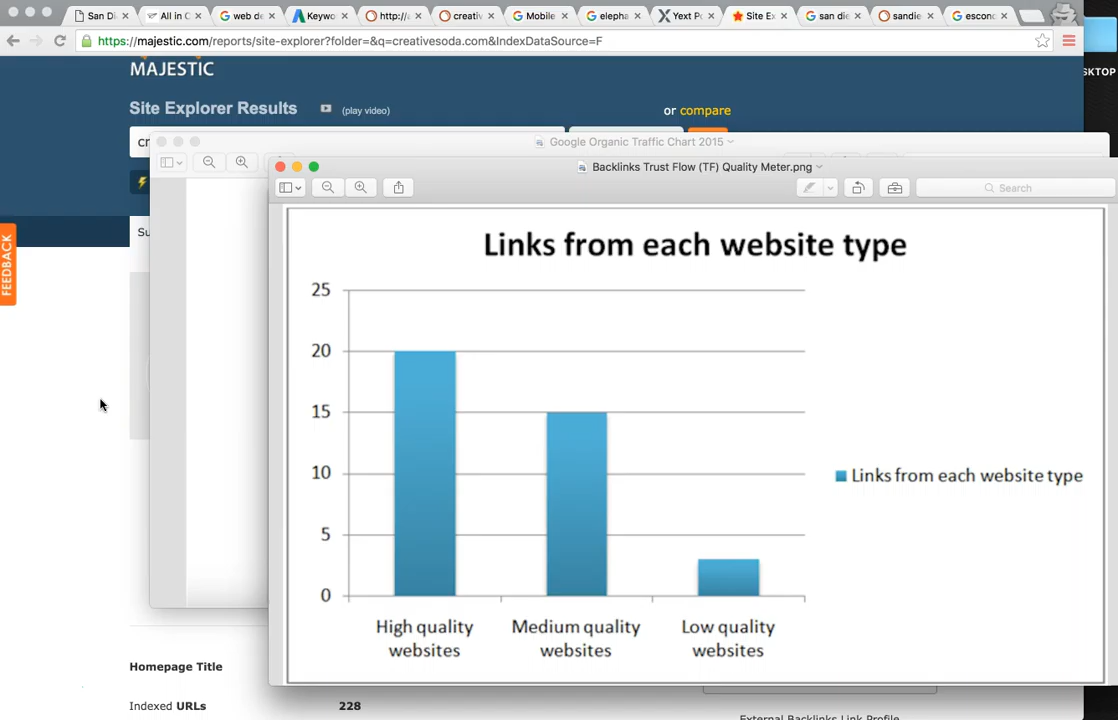 San Di
All in C
web de
Keywo
http://
creativ
Mobile
elepha
Yext P
Site Ex
san die
sandie
escond
https://majestic.com/reports/site-explorer?folder=&q=creativesoda.com&IndexDataSource=F
SKTOP
MAJESTIC
Site Explorer Results
(play video)
or compare
cr
Google Organic Traffic Chart 2015
Backlinks Trust Flow (TF) Quality Meter.png
Search
Su
FEEDBACK
Links from each website type
25
20
15
10
5
0
Links from each website type
High quality websites
Medium quality websites
Low quality websites
Homepage Title
Indexed URLs 228
External Backlinks Link Profile